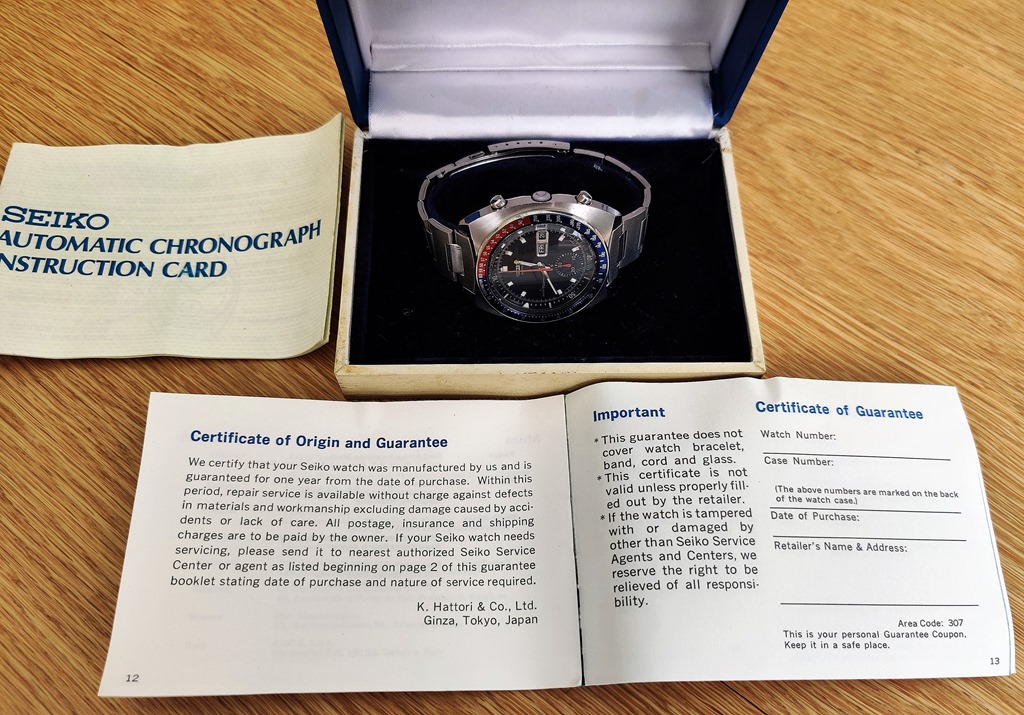 SEIKO
AUTOMATIC CHRONOGRAPH
NSTRUCTION CARD
Certificate of Origin and Guarantee
We certify that your Seiko watch was manufactured by us and is
guaranteed for one year from the date of purchase. Within this
period, repair service is available without charge against defects
in materials and workmanship excluding damage caused by acci-
dents or lack of care. All postage, insurance and shipping
charges are to be paid by the owner. If your Seiko watch needs
servicing, please send it to nearest authorized Seiko Service
Center or agent as listed beginning on page 2 of this guarantee
booklet stating date of purchase and nature of service required.
K. Hattori & Co., Ltd.
Ginza, Tokyo, Japan
12
Important
* This guarantee does not
cover watch bracelet,
band, cord and glass.
* This certificate is not
valid unless properly fill-
ed out by the retailer.
* If the watch is tampered
with or damaged by
other than Seiko Service
Agents and Centers, we
reserve the right to be
relieved of all responsi-
bility.
Certificate of Guarantee
Watch Number:
Case Number:
(The above numbers are marked on the back
of the watch case.)
Date of Purchase:
Retailer's Name & Address:
Area Code: 307
This is your personal Guarantee Coupon.
Keep it in a safe place.
13